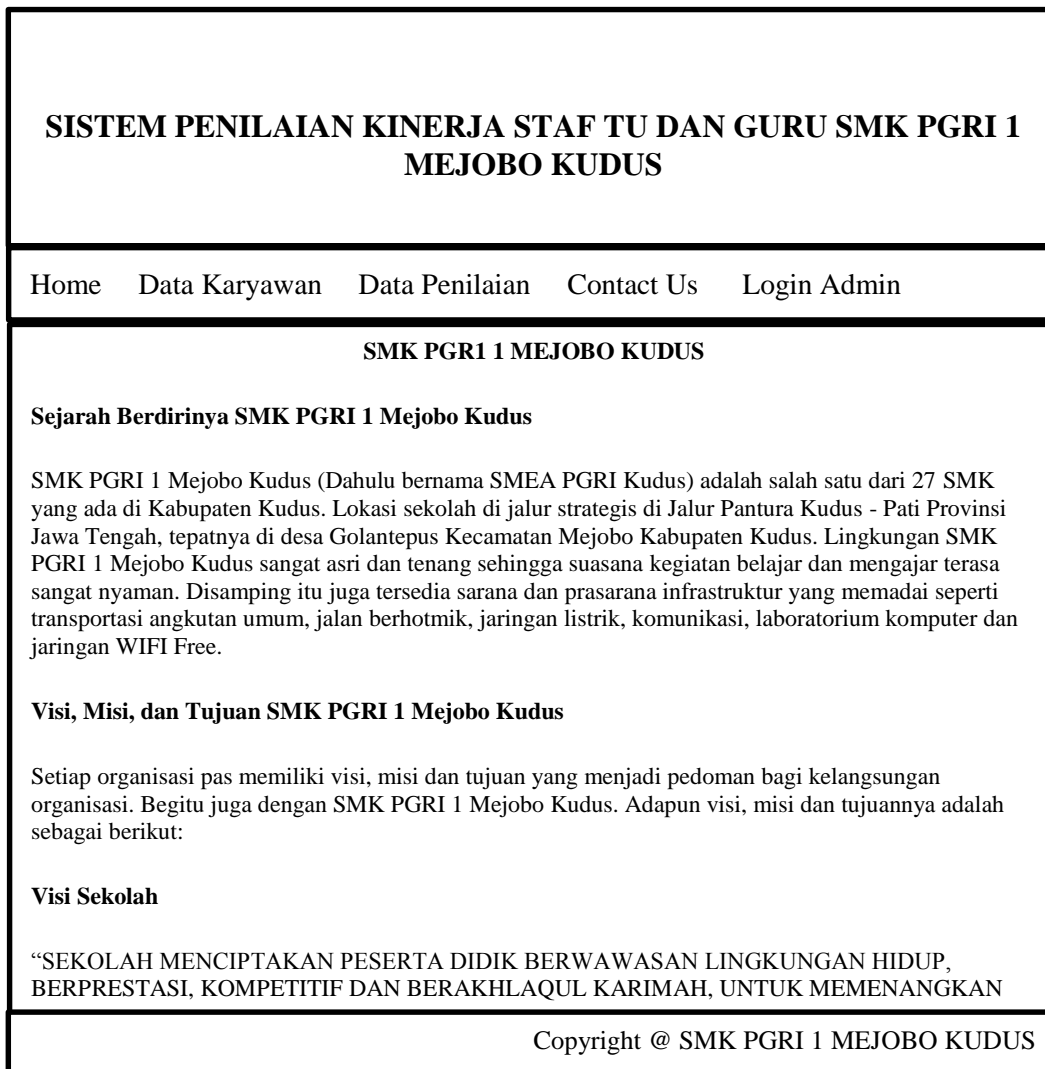 SISTEM PENILAIAN KINERJA STAF TU DAN GURU SMK PGRI 1
MEJOBO KUDUS
Home Data Karyawan Data Penilaian Contact Us Login Admin
SMK PGR1 1 MEJOBO KUDUS
Sejarah Berdirinya SMK PGRI 1 Mejobo Kudus
SMK PGRI 1 Mejobo Kudus (Dahulu bernama SMEA PGRI Kudus) adalah salah satu dari 27 SMK
yang ada di Kabupaten Kudus. Lokasi sekolah di jalur strategis di Jalur Pantura Kudus - Pati Provinsi
Jawa Tengah, tepatnya di desa Golantepus Kecamatan Mejobo Kabupaten Kudus. Lingkungan SMK
PGRI 1 Mejobo Kudus sangat asri dan tenang sehingga suasana kegiatan belajar dan mengajar terasa
sangat nyaman. Disamping itu juga tersedia sarana dan prasarana infrastruktur yang memadai seperti
transportasi angkutan umum, jalan berhotmik, jaringan listrik, komunikasi, laboratorium komputer dan
jaringan WIFI Free.
Visi, Misi, dan Tujuan SMK PGRI 1 Mejobo Kudus
Setiap organisasi pas memiliki visi, misi dan tujuan yang menjadi pedoman bagi kelangsungan
organisasi. Begitu juga dengan SMK PGRI 1 Mejobo Kudus. Adapun visi, misi dan tujuannya adalah
sebagai berikut:
Visi Sekolah
“SEKOLAH MENCIPTAKAN PESERTA DIDIK BERWAWASAN LINGKUNGAN HIDUP,
BERPRESTASI, KOMPETITIF DAN BERAKHLAQUL KARIMAH, UNTUK MEMENANGKAN
Copyright @ SMK PGRI 1 MEJOBO KUDUS